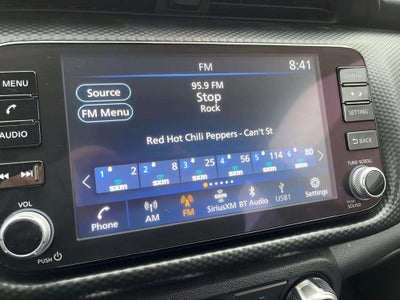 FM
8:41
MENU
Source
95.9 FM
Stop
Rock
FM Menu
AUDIO
SETTING
Red Hot Chili Peppers - Can't St
BACK
1 2 2 8 3 25 4 56 5 114 6 80
sxm sxm sxm sxm sxm sxm
TUNE·SCROLL
VOL
PUSH
Phone
AM
FM
SiriusXM
BT Audio
USB1
Settings
PUSH
SOUND